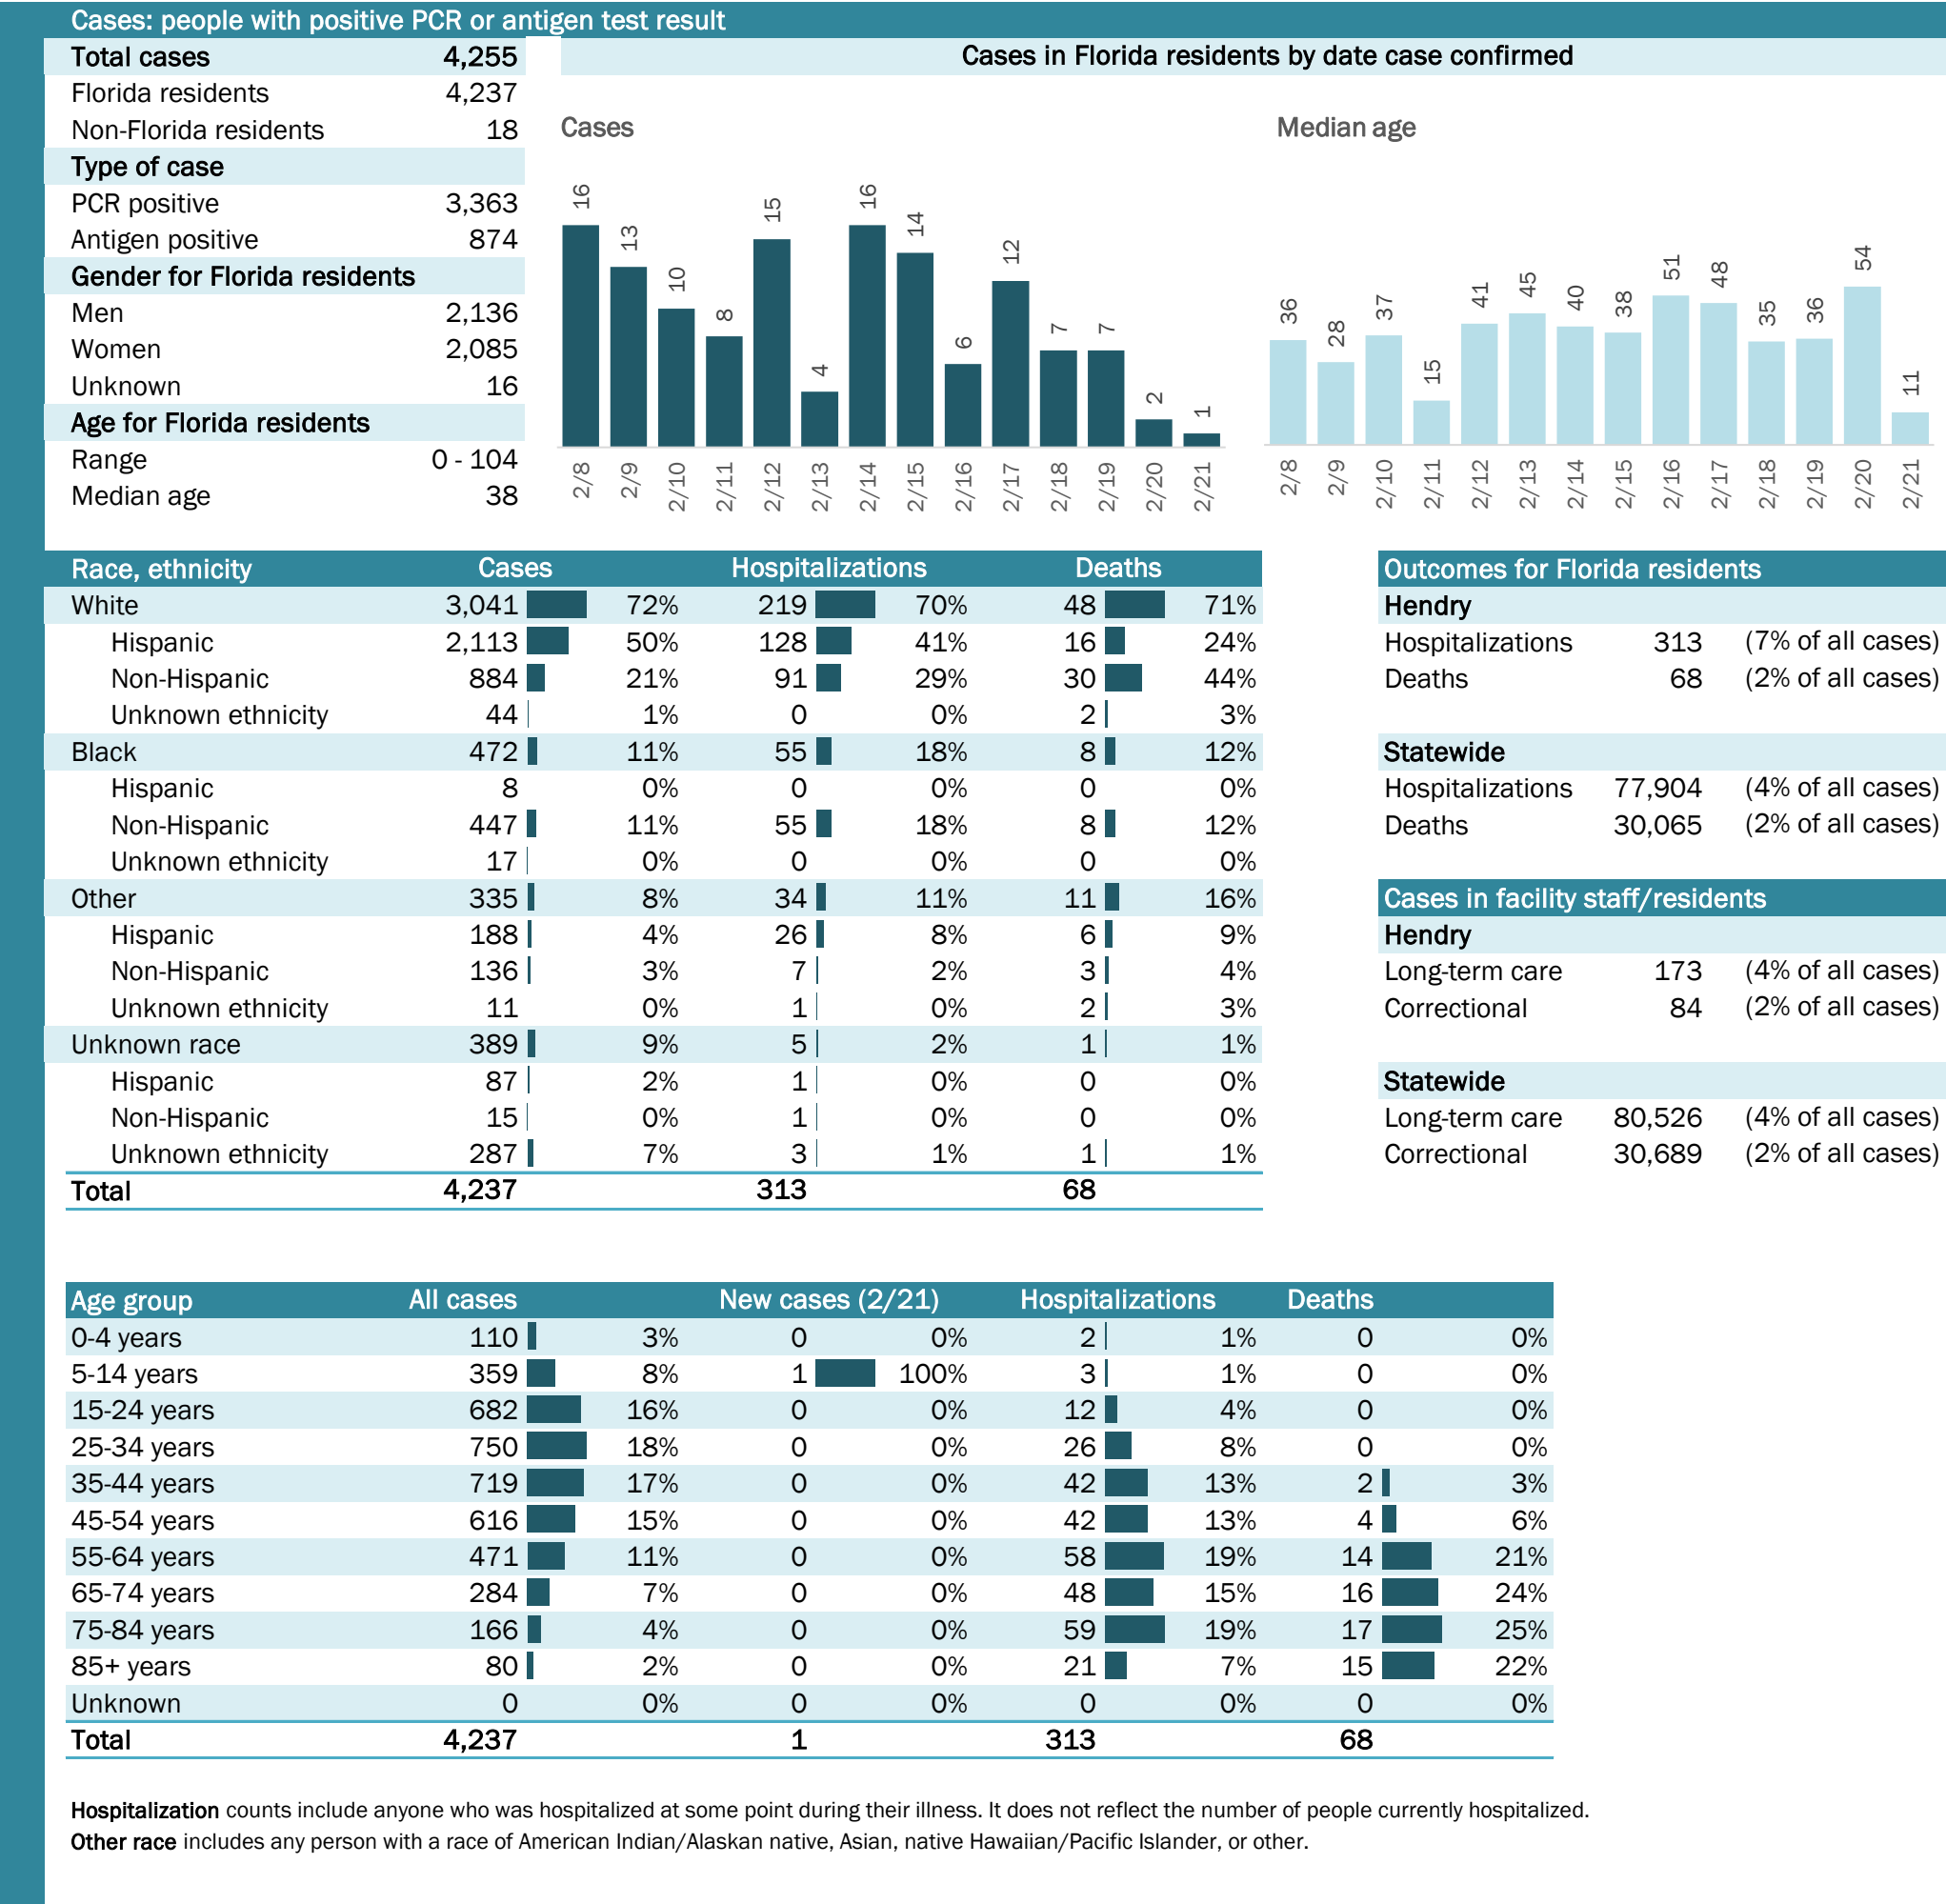 Cases: people with positive PCR or antigen test result
Total cases 4,255
Florida residents 4,237
Non-Florida residents 18
Type of case
PCR positive 3,363
Antigen positive 874
Gender for Florida residents
Men 2,136
Women 2,085
Unknown 16
Age for Florida residents
Range 0 - 104
Median age 38
Cases in Florida residents by date case confirmed
Cases
16 13 10 8 15 4 16 14 6 12 7 7 2 1
2/8 2/9 2/10 2/11 2/12 2/13 2/14 2/15 2/16 2/17 2/18 2/19 2/20 2/21
Median age
36 28 37 15 41 45 40 38 51 48 35 36 54 11
2/8 2/9 2/10 2/11 2/12 2/13 2/14 2/15 2/16 2/17 2/18 2/19 2/20 2/21
Race, ethnicity Cases Hospitalizations Deaths
White 3,041 72% 219 70% 48 71%
Hispanic 2,113 50% 128 41% 16 24%
Non-Hispanic 884 21% 91 29% 30 44%
Unknown ethnicity 44 1% 0 0% 2 3%
Black 472 11% 55 18% 8 12%
Hispanic 8 0% 0 0% 0 0%
Non-Hispanic 447 11% 55 18% 8 12%
Unknown ethnicity 17 0% 0 0% 0 0%
Other 335 8% 34 11% 11 16%
Hispanic 188 4% 26 8% 6 9%
Non-Hispanic 136 3% 7 2% 3 4%
Unknown ethnicity 11 0% 1 0% 2 3%
Unknown race 389 9% 5 2% 1 1%
Hispanic 87 2% 1 0% 0 0%
Non-Hispanic 15 0% 1 0% 0 0%
Unknown ethnicity 287 7% 3 1% 1 1%
Total 4,237 313 68
Outcomes for Florida residents
Hendry
Hospitalizations 313 (7% of all cases)
Deaths 68 (2% of all cases)
Statewide
Hospitalizations 77,904 (4% of all cases)
Deaths 30,065 (2% of all cases)
Cases in facility staff/residents
Hendry
Long-term care 173 (4% of all cases)
Correctional 84 (2% of all cases)
Statewide
Long-term care 80,526 (4% of all cases)
Correctional 30,689 (2% of all cases)
Age group All cases New cases (2/21) Hospitalizations Deaths
0-4 years 110 3% 0 0% 2 1% 0 0%
5-14 years 359 8% 1 100% 3 1% 0 0%
15-24 years 682 16% 0 0% 12 4% 0 0%
25-34 years 750 18% 0 0% 26 8% 0 0%
35-44 years 719 17% 0 0% 42 13% 2 3%
45-54 years 616 15% 0 0% 42 13% 4 6%
55-64 years 471 11% 0 0% 58 19% 14 21%
65-74 years 284 7% 0 0% 48 15% 16 24%
75-84 years 166 4% 0 0% 59 19% 17 25%
85+ years 80 2% 0 0% 21 7% 15 22%
Unknown 0 0% 0 0% 0 0% 0 0%
Total 4,237 1 313 68
Hospitalization counts include anyone who was hospitalized at some point during their illness. It does not reflect the number of people currently hospitalized.
Other race includes any person with a race of American Indian/Alaskan native, Asian, native Hawaiian/Pacific Islander, or other.